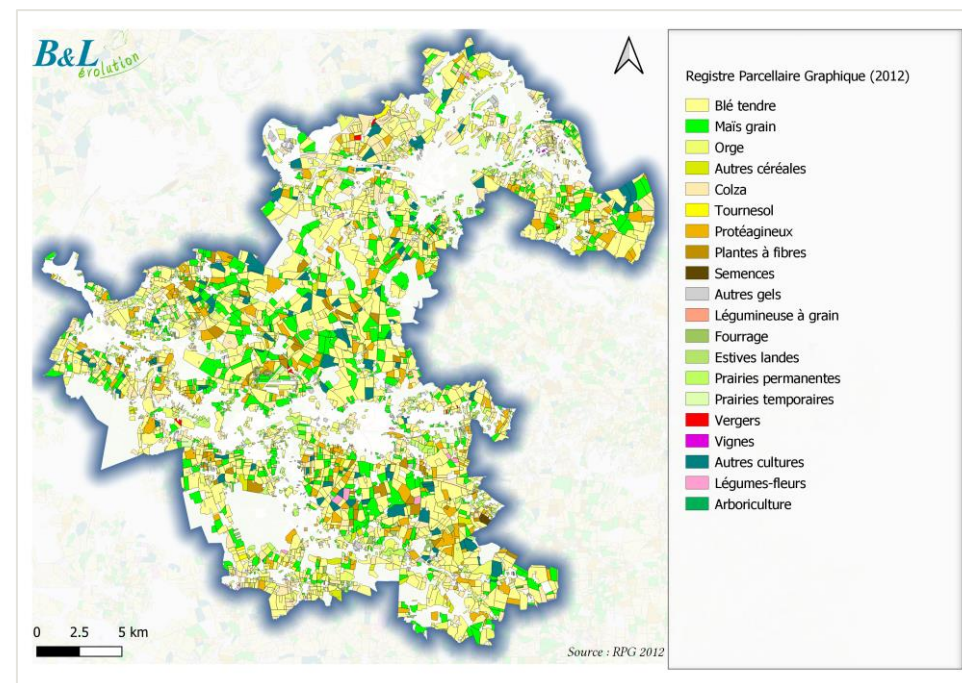 B&L
évolution
Registre Parcellaire Graphique (2012)
Blé tendre
Maïs grain
Orge
Autres céréales
Colza
Tournesol
Protéagineux
Plantes à fibres
Semences
Autres gels
Légumineuse à grain
Fourrage
Estives landes
Prairies permanentes
Prairies temporaires
Vergers
Vignes
Autres cultures
Légumes-fleurs
Arboriculture
0 2.5 5 km
Source : RPG 2012